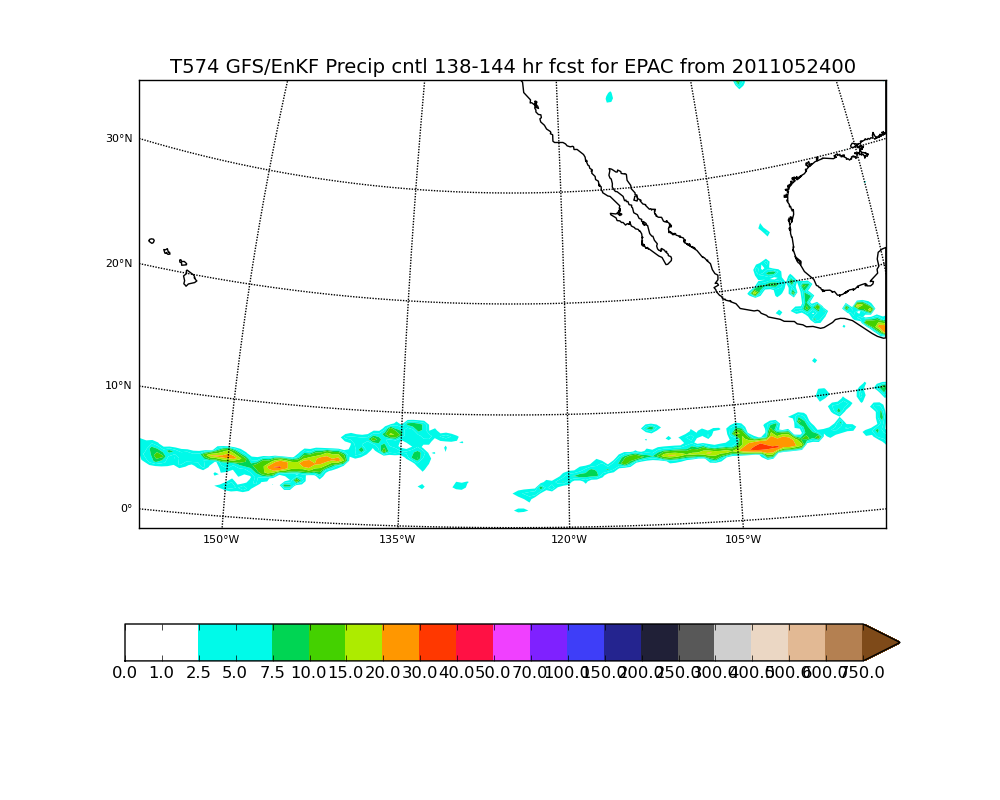 T574 GFS/EnKF Precip cntl 138-144 hr fcst for EPAC from 2011052400
30°N
20°N
10°N
0°
150°W 135°W 120°W 105°W
0.0 1.0 2.5 5.0 7.5 10.0 15.0 20.0 30.0 40.0 50.0 70.0 100.0 150.0 200.0 250.0 300.0 400.0 500.0 600.0 750.0